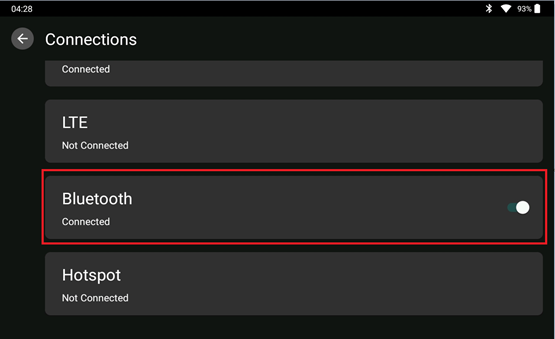 04:28
93%
Connections
Connected
LTE
Not Connected
Bluetooth
Connected
Hotspot
Not Connected